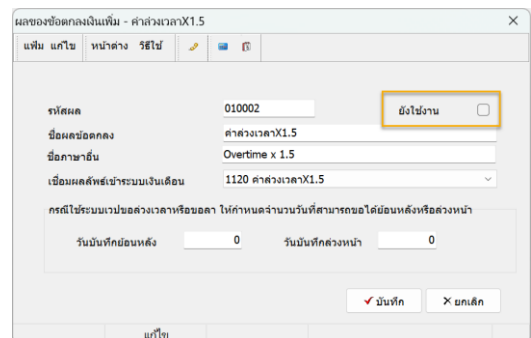 ผลของข้อตกลงเงินเพิ่ม - ค่าล่วงเวลาX1.5
แฟ้ม แก้ไข หน้าต่าง วิธีใช้
รหัสผล 010002 ยังใช้งาน
ชื่อผลข้อตกลง ค่าล่วงเวลาX1.5
ชื่อภาษาอื่น Overtime x 1.5
เชื่อมผลลัพธ์เข้าระบบเงินเดือน 1120 ค่าล่วงเวลาX1.5
กรณีใช้ระบบเวปขอล่วงเวลาหรือขอลา ให้กำหนดจำนวนวันที่สามารถขอได้ย้อนหลังหรือล่วงหน้า
วันบันทึกย้อนหลัง 0 วันบันทึกล่วงหน้า 0
บันทึก ยกเลิก
แก้ไข